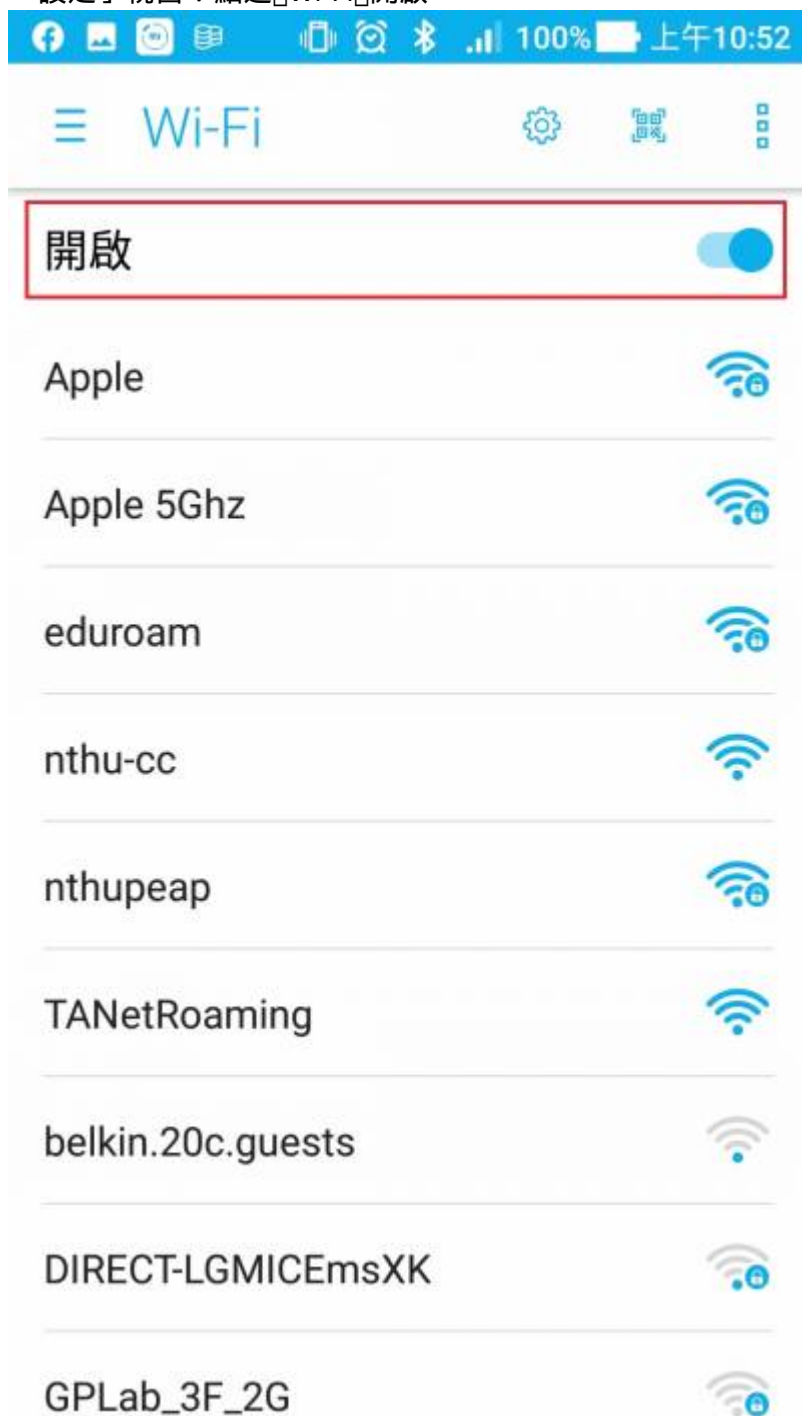 上午10:52
100%
Wi-Fi
開啟
Apple
Apple 5Ghz
eduroam
nthu-cc
nthupeap
TANetRoaming
belkin.20c.guests
DIRECT-LGMICEmsXK
GPLab_3F_2G